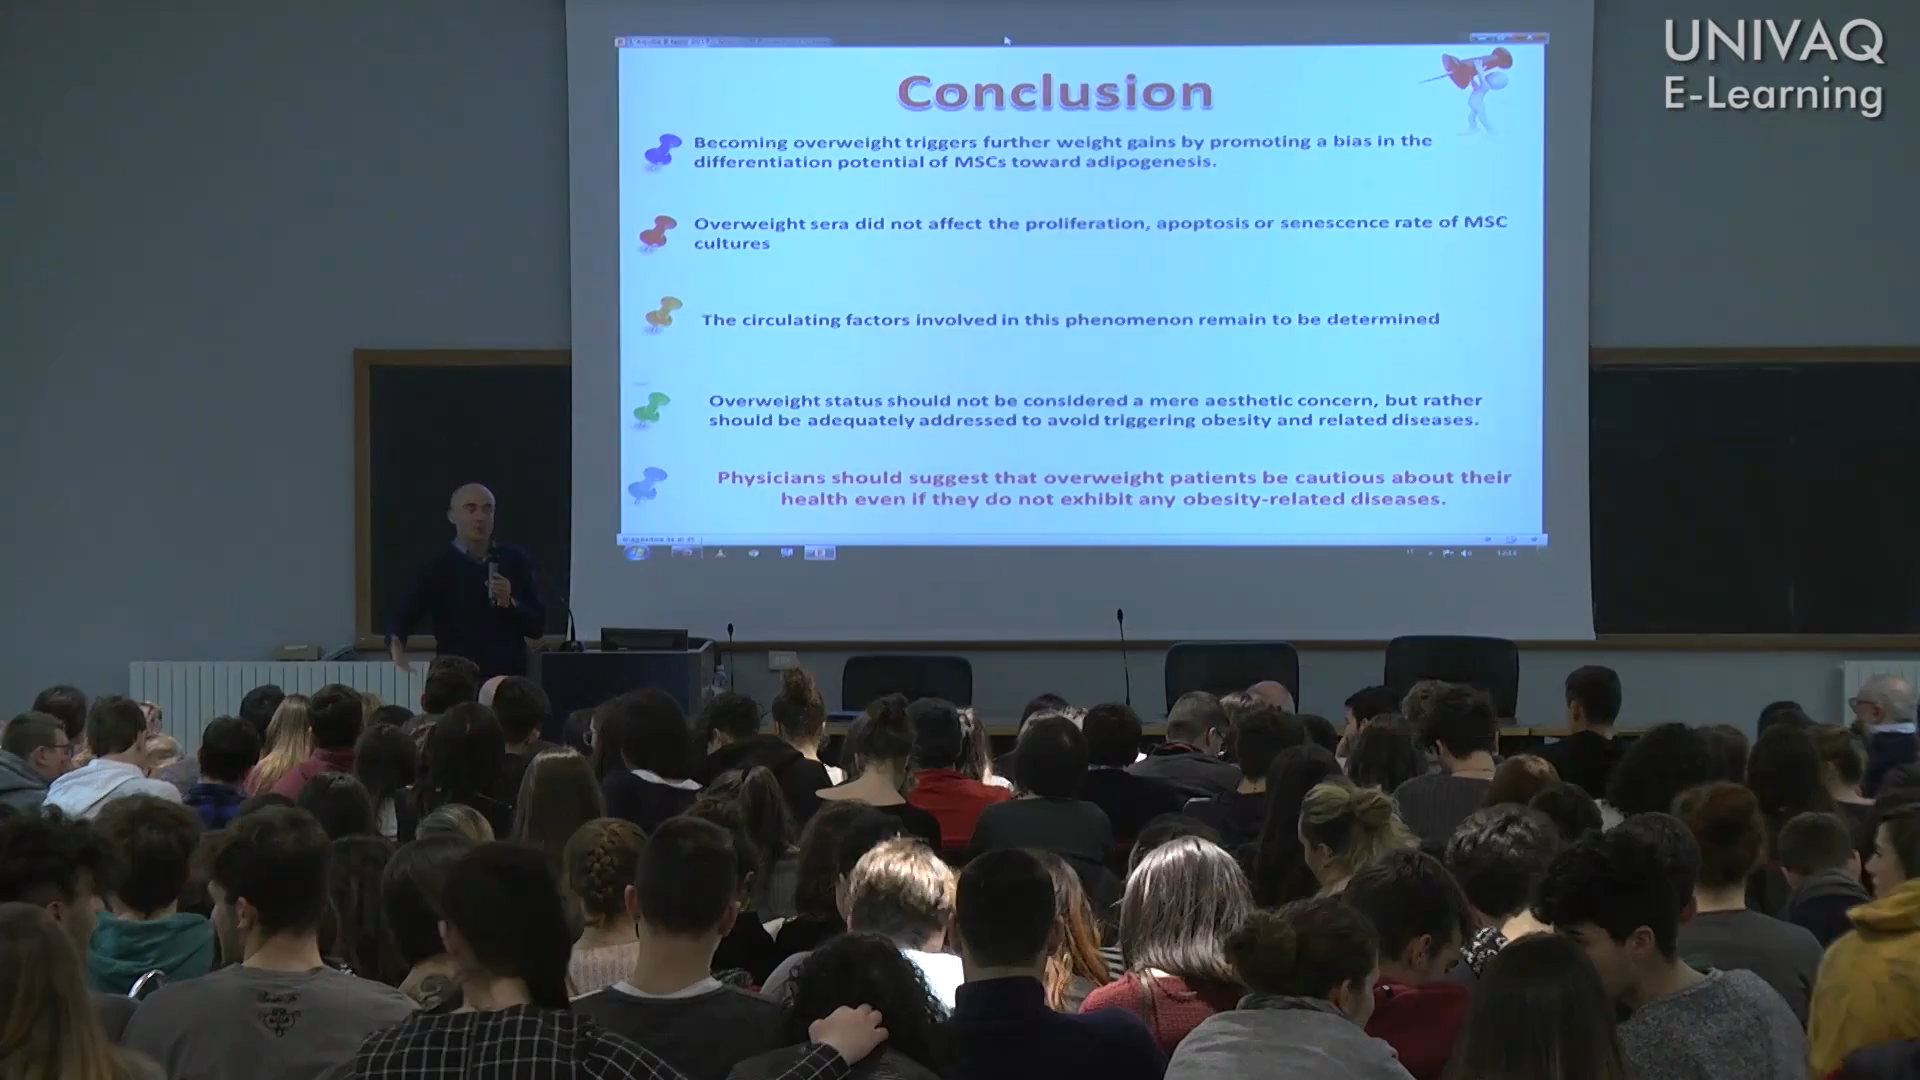 UNIVAQ
E-Learning
Conclusion
Becoming overweight triggers further weight gains by promoting a bias in the
differentiation potential of MSCs toward adipogenesis.
Overweight sera did not affect the proliferation, apoptosis or senescence rate of MSC
cultures
The circulating factors involved in this phenomenon remain to be determined
Overweight status should not be considered a mere aesthetic concern, but rather
should be adequately addressed to avoid triggering obesity and related diseases.
Physicians should suggest that overweight patients be cautious about their
health even if they do not exhibit any obesity-related diseases.